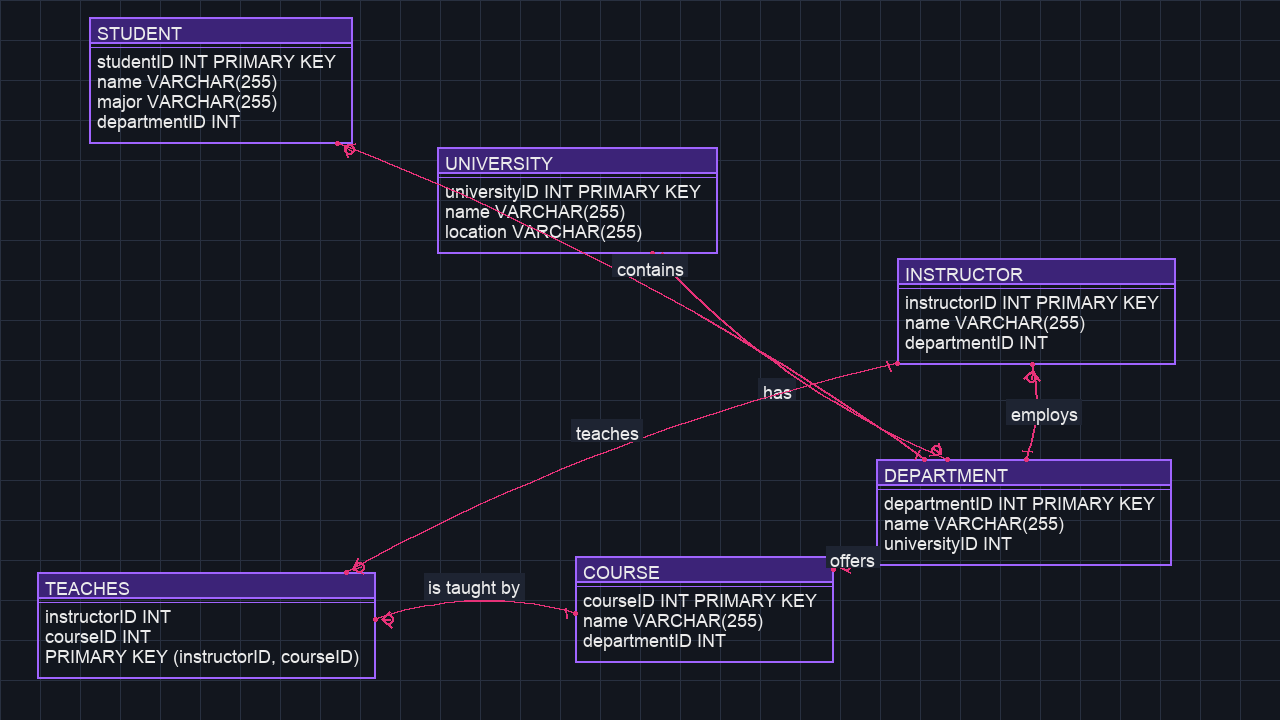 STUDENT
studentID INT PRIMARY KEY
name VARCHAR(255)
major VARCHAR(255)
departmentID INT
UNIVERSITY
universityID INT PRIMARY KEY
name VARCHAR(255)
location VARCHAR(255)
contains
INSTRUCTOR
instructorID INT PRIMARY KEY
name VARCHAR(255)
departmentID INT
has
employs
teaches
DEPARTMENT
departmentID INT PRIMARY KEY
name VARCHAR(255)
universityID INT
offers
COURSE
courseID INT PRIMARY KEY
name VARCHAR(255)
departmentID INT
is taught by
TEACHES
instructorID INT
courseID INT
PRIMARY KEY (instructorID, courseID)